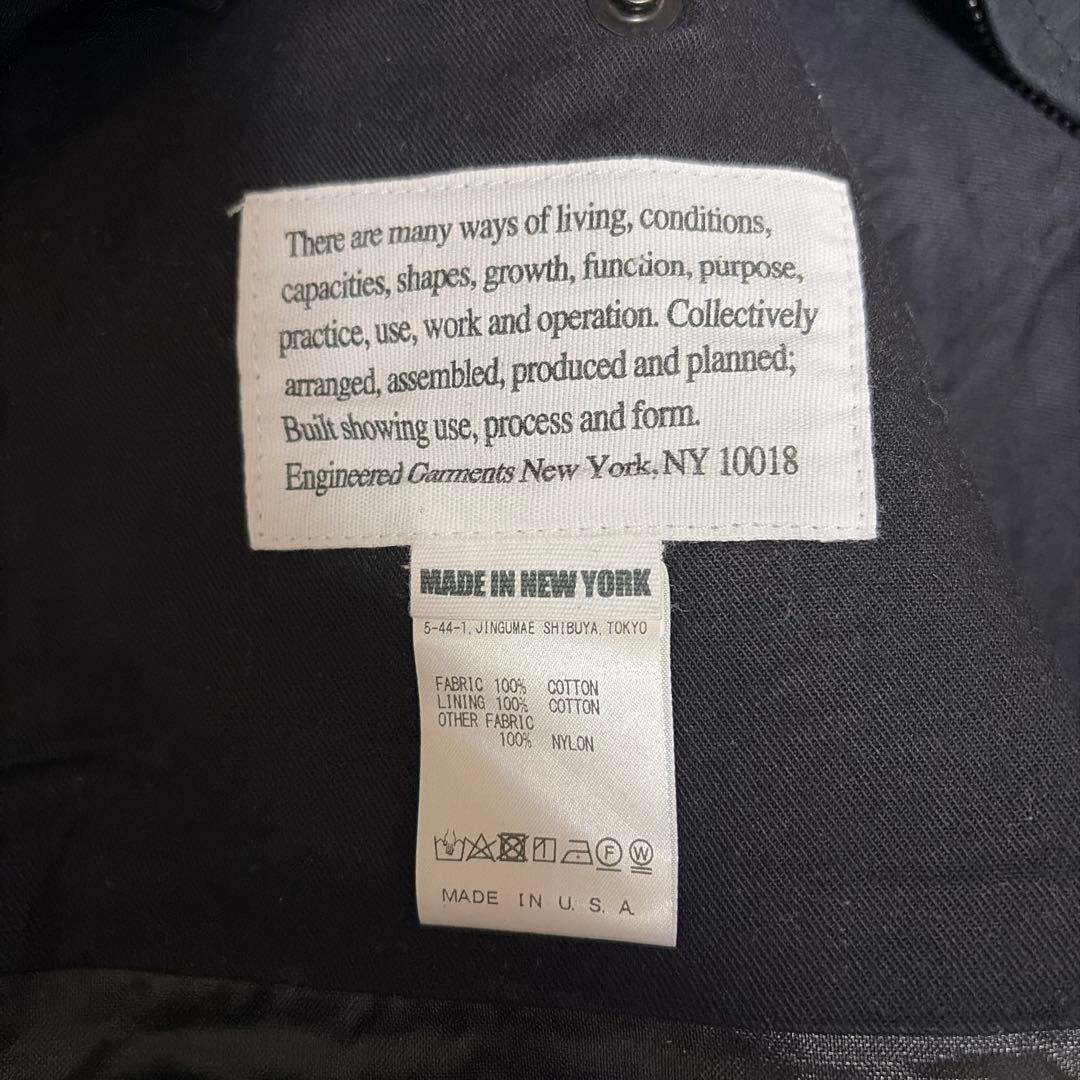 There are many ways of living, conditions,
capacities, shapes, growth, function, purpose,
practice, use, work and operation. Collectively
arranged, assembled, produced and planned;
Built showing use, process and form.
Engineered Garments New York, NY 10018
MADE IN NEW YORK
5-44-1, JINGUMAE SHIBUYA, TOKYO
FABRIC 100% COTTON
LINING 100% COTTON
OTHER FABRIC
100% NYLON
F W
MADE IN U. S. A